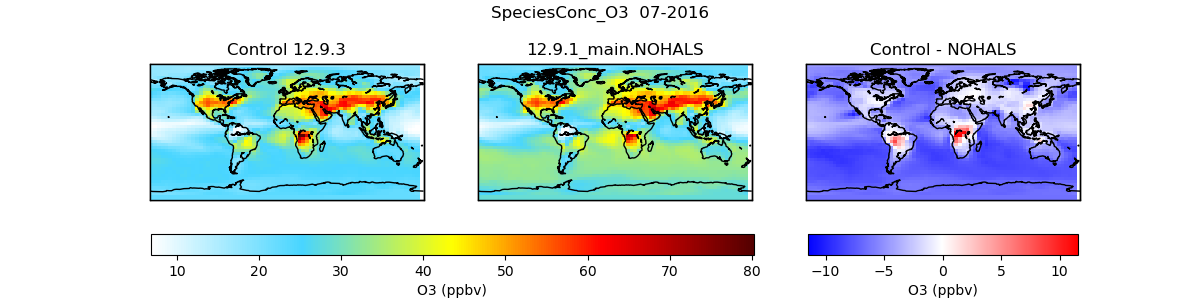 SpeciesConc_O3  07-2016
Control 12.9.3
12.9.1_main.NOHALS
Control - NOHALS
10 20 30 40 50 60 70 80
O3 (ppbv)
−10 −5 0 5 10
O3 (ppbv)